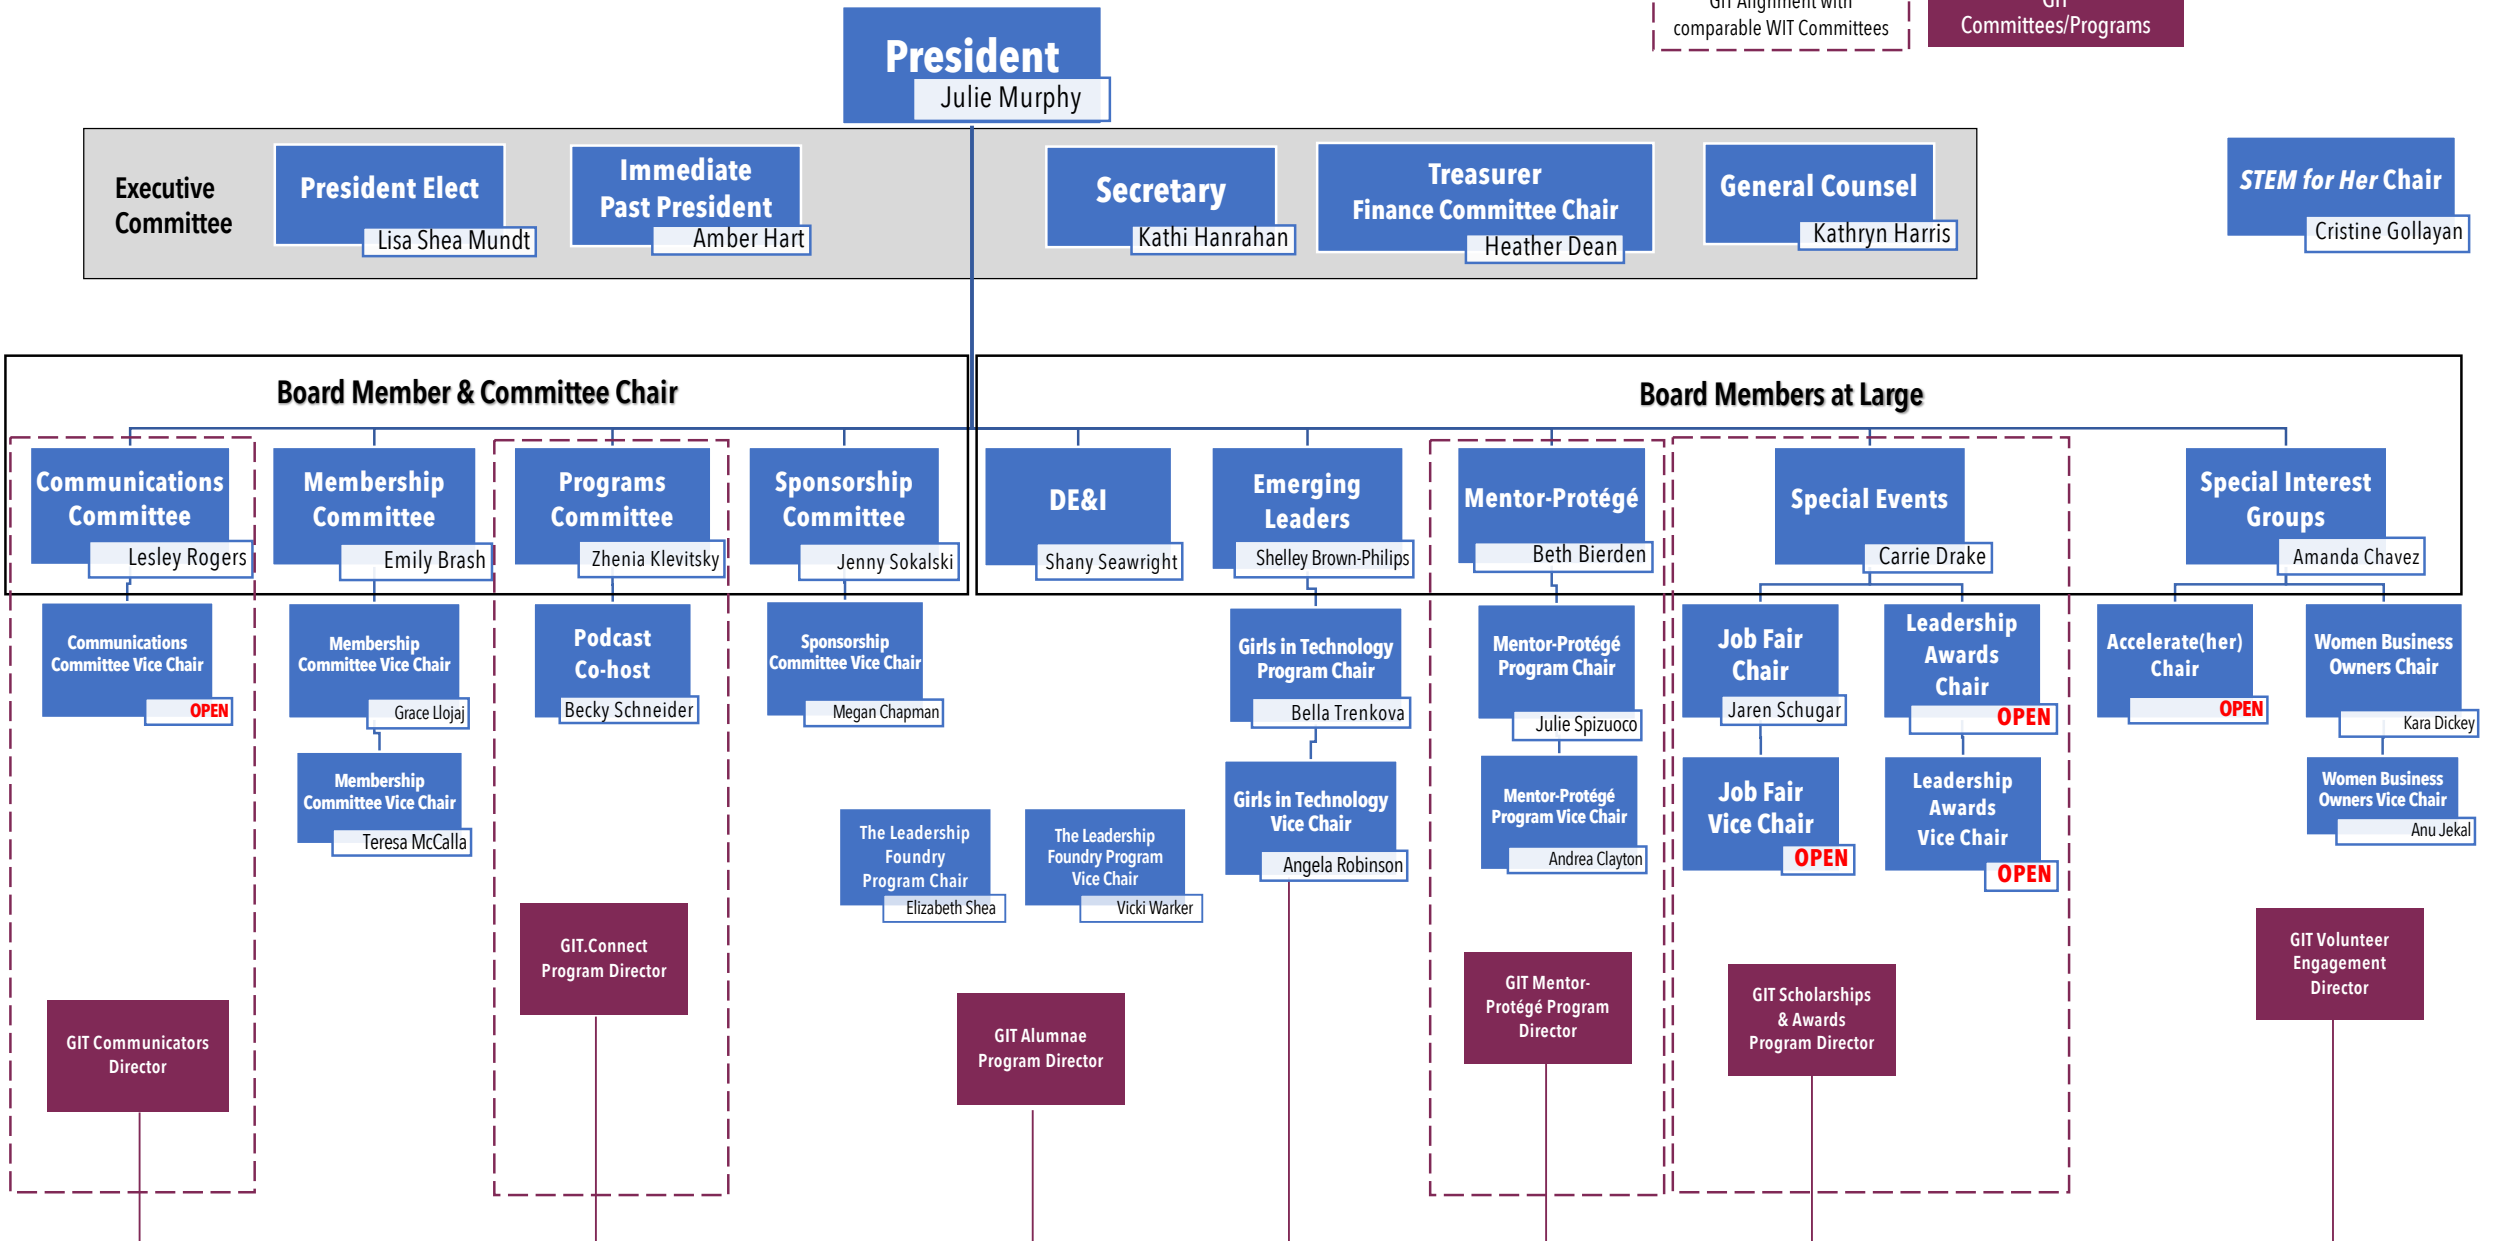 GIT Alignment with
comparable WIT Committees
GIT
Committees/Programs
President
Julie Murphy
Executive
Committee
President Elect
Lisa Shea Mundt
Immediate
Past President
Amber Hart
Secretary
Kathi Hanrahan
Treasurer
Finance Committee Chair
Heather Dean
General Counsel
Kathryn Harris
STEM for Her Chair
Cristine Gollayan
Board Member & Committee Chair
Board Members at Large
Communications
Committee
Lesley Rogers
Membership
Committee
Emily Brash
Programs
Committee
Zhenia Klevitsky
Sponsorship
Committee
Jenny Sokalski
DE&I
Shany Seawright
Emerging
Leaders
Shelley Brown-Philips
Mentor-Protégé
Beth Bierden
Special Events
Carrie Drake
Special Interest
Groups
Amanda Chavez
Communications
Committee Vice Chair
OPEN
Membership
Committee Vice Chair
Grace Llojaj
Podcast
Co-host
Becky Schneider
Sponsorship
Committee Vice Chair
Megan Chapman
Girls in Technology
Program Chair
Bella Trenkova
Mentor-Protégé
Program Chair
Julie Spizuoco
Job Fair
Chair
Jaren Schugar
Leadership
Awards
Chair
OPEN
Accelerate(her)
Chair
OPEN
Women Business
Owners Chair
Kara Dickey
Membership
Committee Vice Chair
Teresa McCalla
The Leadership
Foundry
Program Chair
Elizabeth Shea
The Leadership
Foundry Program
Vice Chair
Vicki Warker
Girls in Technology
Vice Chair
Angela Robinson
Mentor-Protégé
Program Vice Chair
Andrea Clayton
Job Fair
Vice Chair
OPEN
Leadership
Awards
Vice Chair
OPEN
Women Business
Owners Vice Chair
Anu Jekal
GIT Communicators
Director
GIT.Connect
Program Director
GIT Alumnae
Program Director
GIT Mentor-
Protégé Program
Director
GIT Scholarships
& Awards
Program Director
GIT Volunteer
Engagement
Director